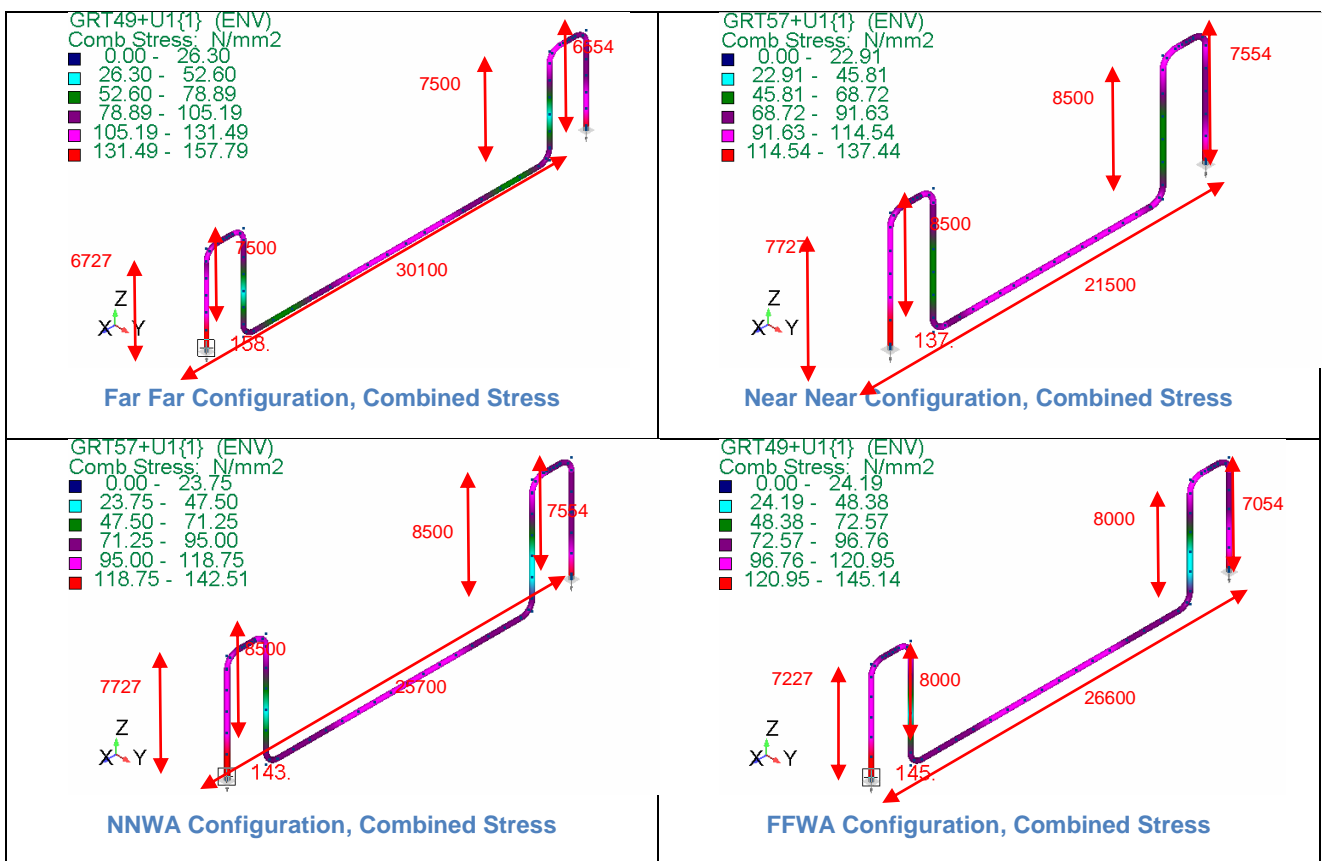 GRT49+U1{1} (ENV)
Comb Stress: N/mm2
0.00 - 26.30
26.30 - 52.60
52.60 - 78.89
78.89 - 105.19
105.19 - 131.49
131.49 - 157.79
7500
6554
6727
7500
30100
Z
X Y
158.
Far Far Configuration, Combined Stress
GRT57+U1{1} (ENV)
Comb Stress: N/mm2
0.00 - 22.91
22.91 - 45.81
45.81 - 68.72
68.72 - 91.63
91.63 - 114.54
114.54 - 137.44
7554
8500
8500
7727
21500
Z
X Y
137.
Near Near Configuration, Combined Stress
GRT57+U1{1} (ENV)
Comb Stress: N/mm2
0.00 - 23.75
23.75 - 47.50
47.50 - 71.25
71.25 - 95.00
95.00 - 118.75
118.75 - 142.51
7554
8500
8500
7727
25700
Z
X Y
143.
NNWA Configuration, Combined Stress
GRT49+U1{1} (ENV)
Comb Stress: N/mm2
0.00 - 24.19
24.19 - 48.38
48.38 - 72.57
72.57 - 96.76
96.76 - 120.95
120.95 - 145.14
7054
8000
7227
8000
26600
Z
X Y
145.
FFWA Configuration, Combined Stress